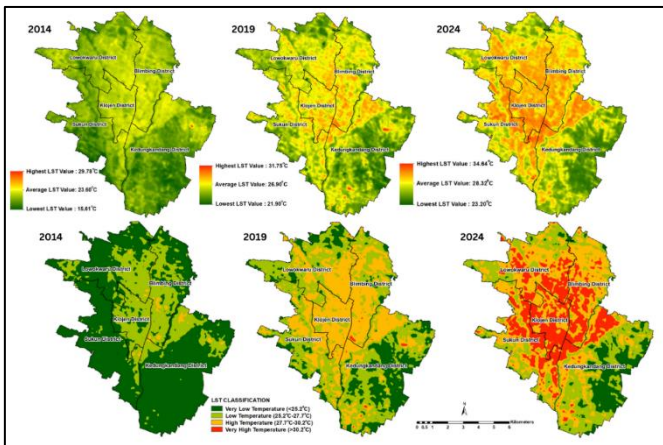 2014
2019
2024
Lowokwaru District
Blimbing District
Klojen District
Sukun District
Kedungkandang District
Highest LST Value : 29.78°C
Average LST Value : 23.60°C
Lowest LST Value :
Lowokwaru District
Blimbing District
Klojen District
Sukun District
Kedungkandang District
Highest LST Value : 31.75°C
Average LST Value : 26.90°C
Lowest LST Value : 21.90°C
Lowokwaru District
Blimbing District
Klojen District
Sukun District
Kedungkandang District
Highest LST Value : 34.64°C
Average LST Value : 28.32°C
Lowest LST Value : 23.20°C
2014
2019
2024
Lowokwaru District
Blimbing District
Klojen District
Sukun District
Kedungkandang District
Lowokwaru District
Blimbing District
Klojen District
Sukun District
Kedungkandang District
Lowokwaru District
Blimbing District
Klojen District
Sukun District
Kedungkandang District
LST CLASSIFICATION
Very Low Temperature (<25.2°C)
Low Temperature (25.2°C-27.7°C)
High Temperature (27.7°C-30.2°C)
Very High Temperature (>30.2°C)
N
Kilometers